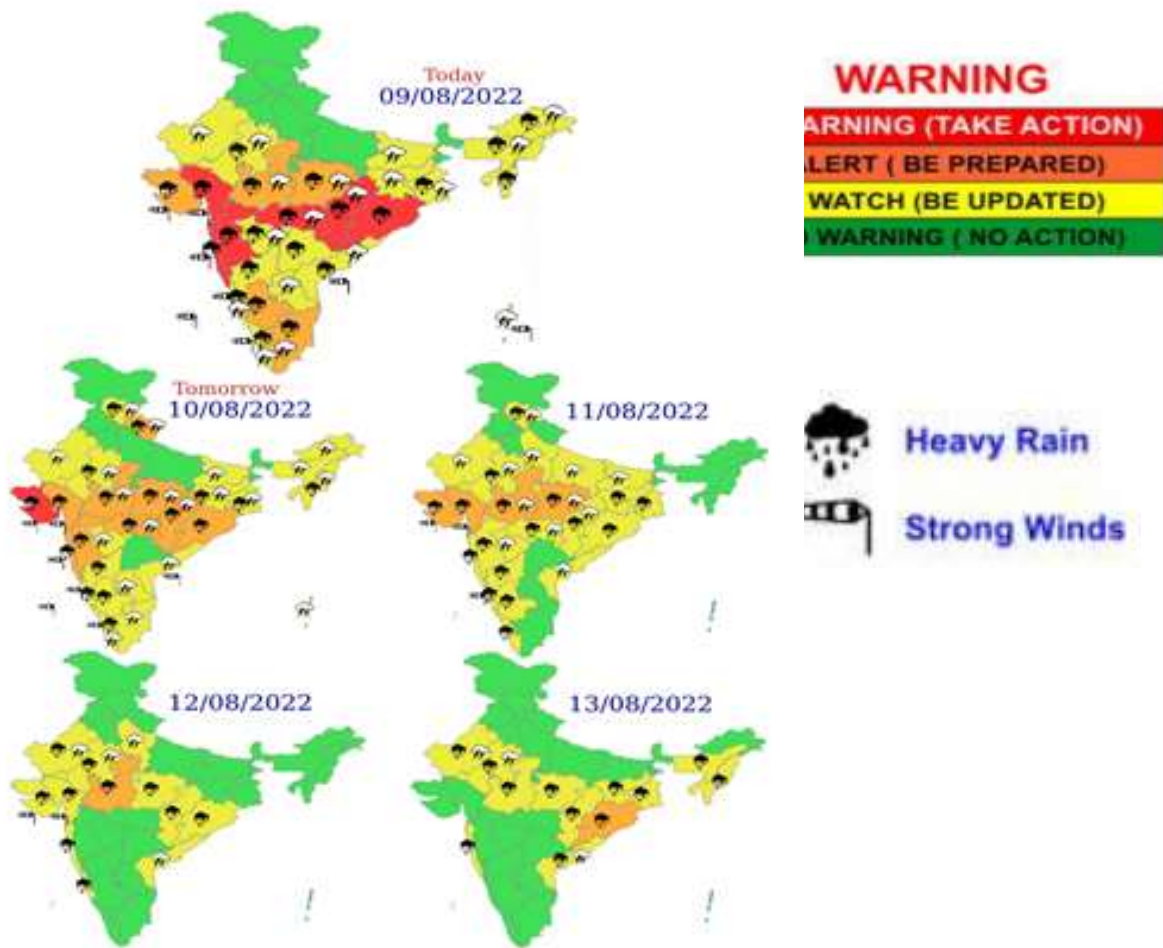 Today
09/08/2022
WARNING
ARNING (TAKE ACTION)
ALERT ( BE PREPARED)
WATCH (BE UPDATED)
WARNING ( NO ACTION)
Tomorrow
10/08/2022
11/08/2022
Heavy Rain
Strong Winds
12/08/2022
13/08/2022